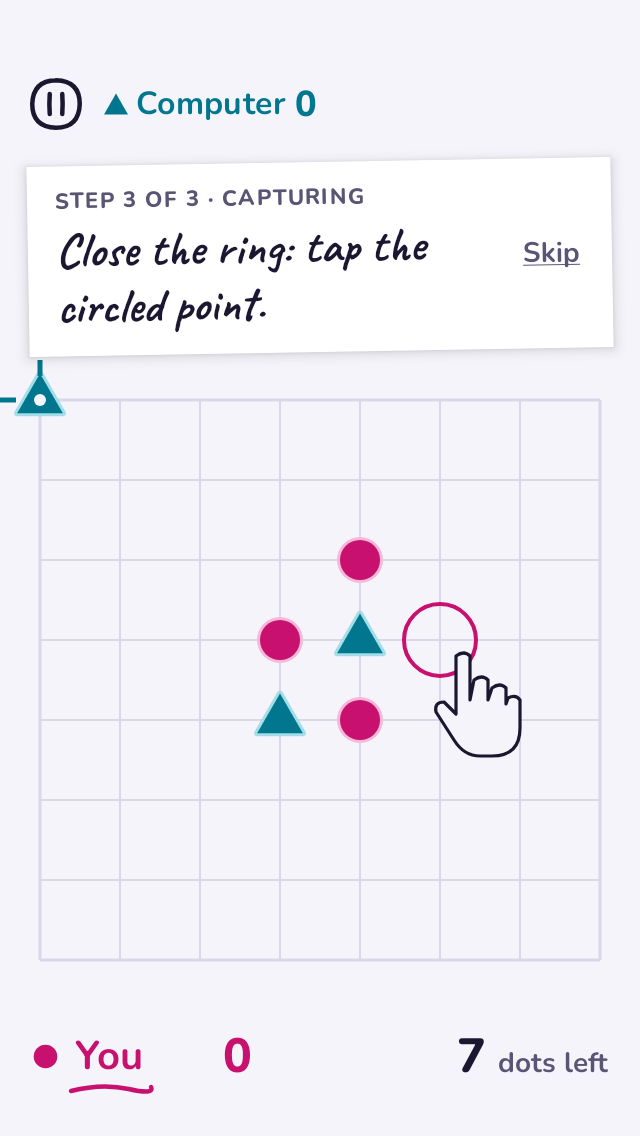 Computer 0
STEP 3 OF 3 · CAPTURING
Close the ring: tap the
circled point.
Skip
You 0 7 dots left